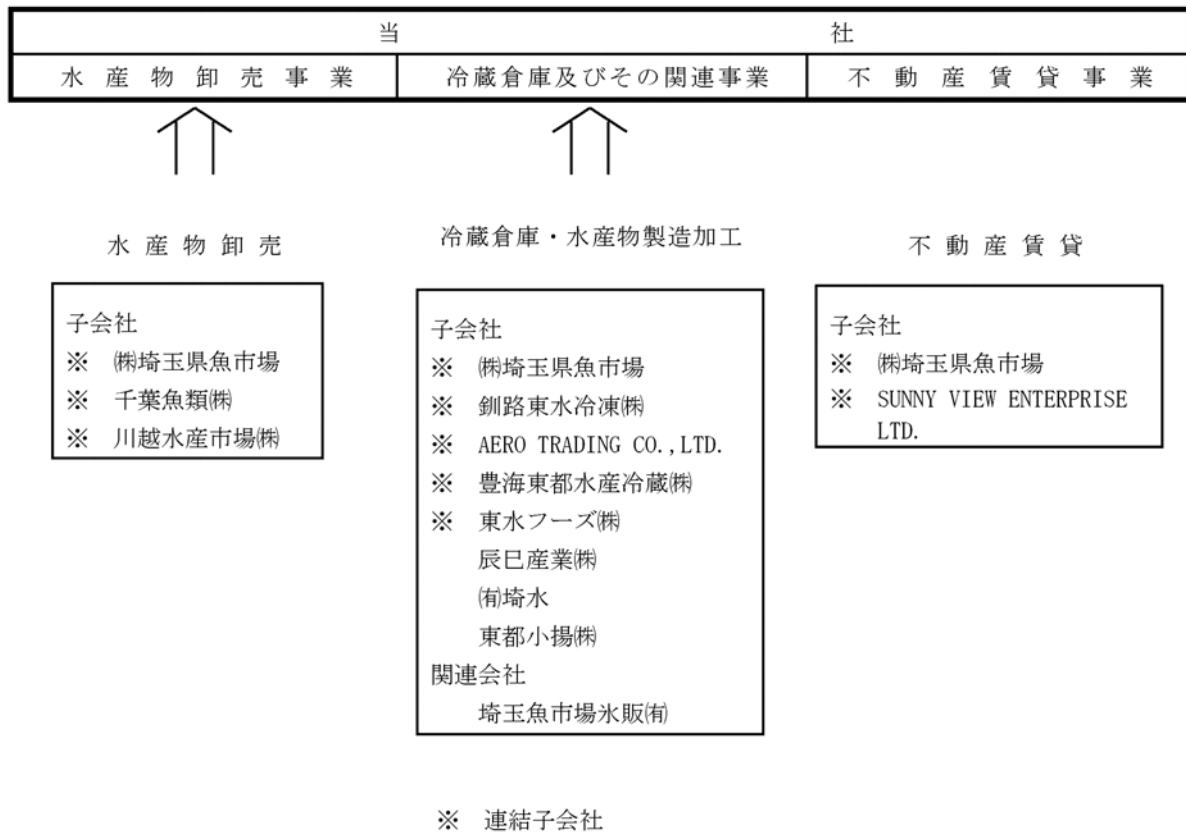 当社
水産物卸売事業 冷蔵倉庫及びその関連事業 不動産賃貸事業
水産物卸売
子会社
※ ㈱埼玉県魚市場
※ 千葉魚類㈱
※ 川越水産市場㈱
冷蔵倉庫・水産物製造加工
子会社
※ ㈱埼玉県魚市場
※ 釧路東水冷凍㈱
※ AERO TRADING CO.,LTD.
※ 豊海東都水産冷蔵㈱
※ 東水フーズ㈱
辰巳産業㈱
㈲埼水
東都小揚㈱
関連会社
埼玉魚市場氷販㈲
不動産賃貸
子会社
※ ㈱埼玉県魚市場
※ SUNNY VIEW ENTERPRISE
LTD.
※ 連結子会社